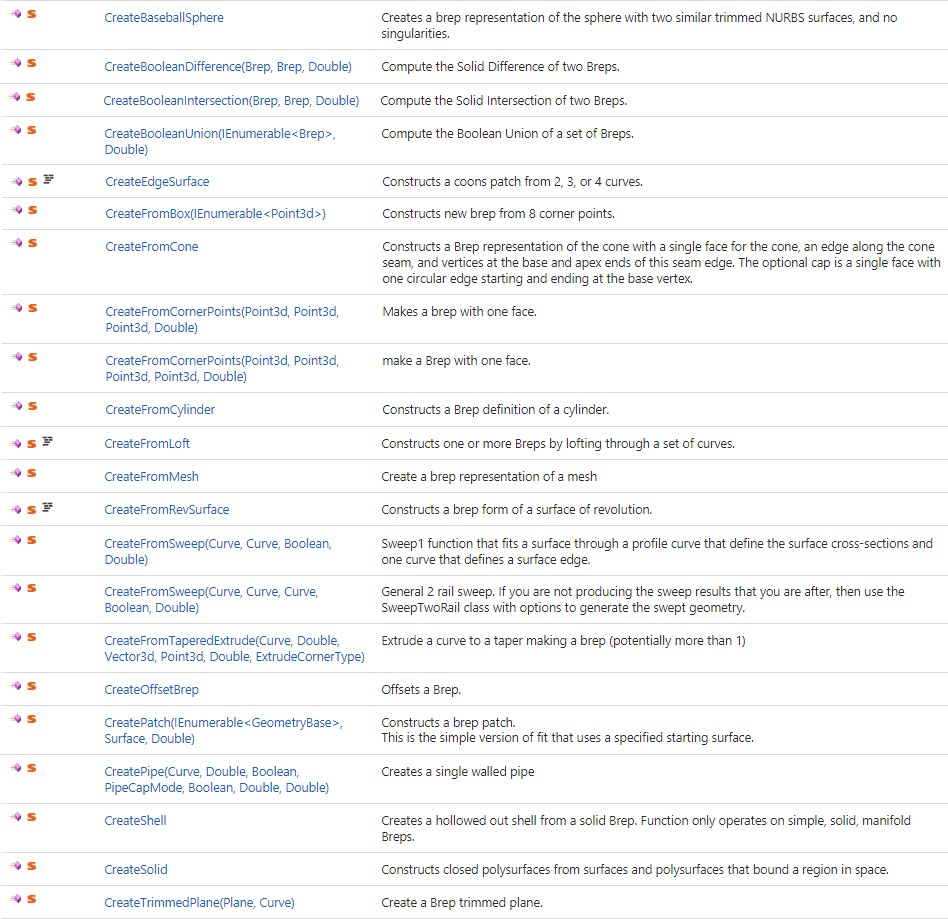 S CreateBaseballSphere Creates a brep representation of the sphere with two similar trimmed NURBS surfaces, and no
singularities.
S CreateBooleanDifference(Brep, Brep, Double) Compute the Solid Difference of two Breps.
S CreateBooleanIntersection(Brep, Brep, Double) Compute the Solid Intersection of two Breps.
S CreateBooleanUnion(IEnumerable<Brep>, Compute the Boolean Union of a set of Breps.
Double)
S CreateEdgeSurface Constructs a coons patch from 2, 3, or 4 curves.
S CreateFromBox(IEnumerable<Point3d>) Constructs new brep from 8 corner points.
S CreateFromCone Constructs a Brep representation of the cone with a single face for the cone, an edge along the cone
seam, and vertices at the base and apex ends of this seam edge. The optional cap is a single face with
one circular edge starting and ending at the base vertex.
S CreateFromCornerPoints(Point3d, Point3d, Makes a brep with one face.
Point3d, Double)
S CreateFromCornerPoints(Point3d, Point3d, make a Brep with one face.
Point3d, Point3d, Double)
S CreateFromCylinder Constructs a Brep definition of a cylinder.
S CreateFromLoft Constructs one or more Breps by lofting through a set of curves.
S CreateFromMesh Create a brep representation of a mesh
S CreateFromRevSurface Constructs a brep form of a surface of revolution.
S CreateFromSweep(Curve, Curve, Boolean, Sweep1 function that fits a surface through a profile curve that define the surface cross-sections and
Double) one curve that defines a surface edge.
S CreateFromSweep(Curve, Curve, Curve, General 2 rail sweep. If you are not producing the sweep results that you are after, then use the
Boolean, Double) SweepTwoRail class with options to generate the swept geometry.
S CreateFromTaperedExtrude(Curve, Double, Extrude a curve to a taper making a brep (potentially more than 1)
Vector3d, Point3d, Double, ExtrudeCornerType)
S CreateOffsetBrep Offsets a Brep.
S CreatePatch(IEnumerable<GeometryBase>, Constructs a brep patch.
Surface, Double) This is the simple version of fit that uses a specified starting surface.
S CreatePipe(Curve, Double, Boolean, Creates a single walled pipe
PipeCapMode, Boolean, Double, Double)
S CreateShell Creates a hollowed out shell from a solid Brep. Function only operates on simple, solid, manifold
Breps.
S CreateSolid Constructs closed polysurfaces from surfaces and polysurfaces that bound a region in space.
S CreateTrimmedPlane(Plane, Curve) Create a Brep trimmed plane.